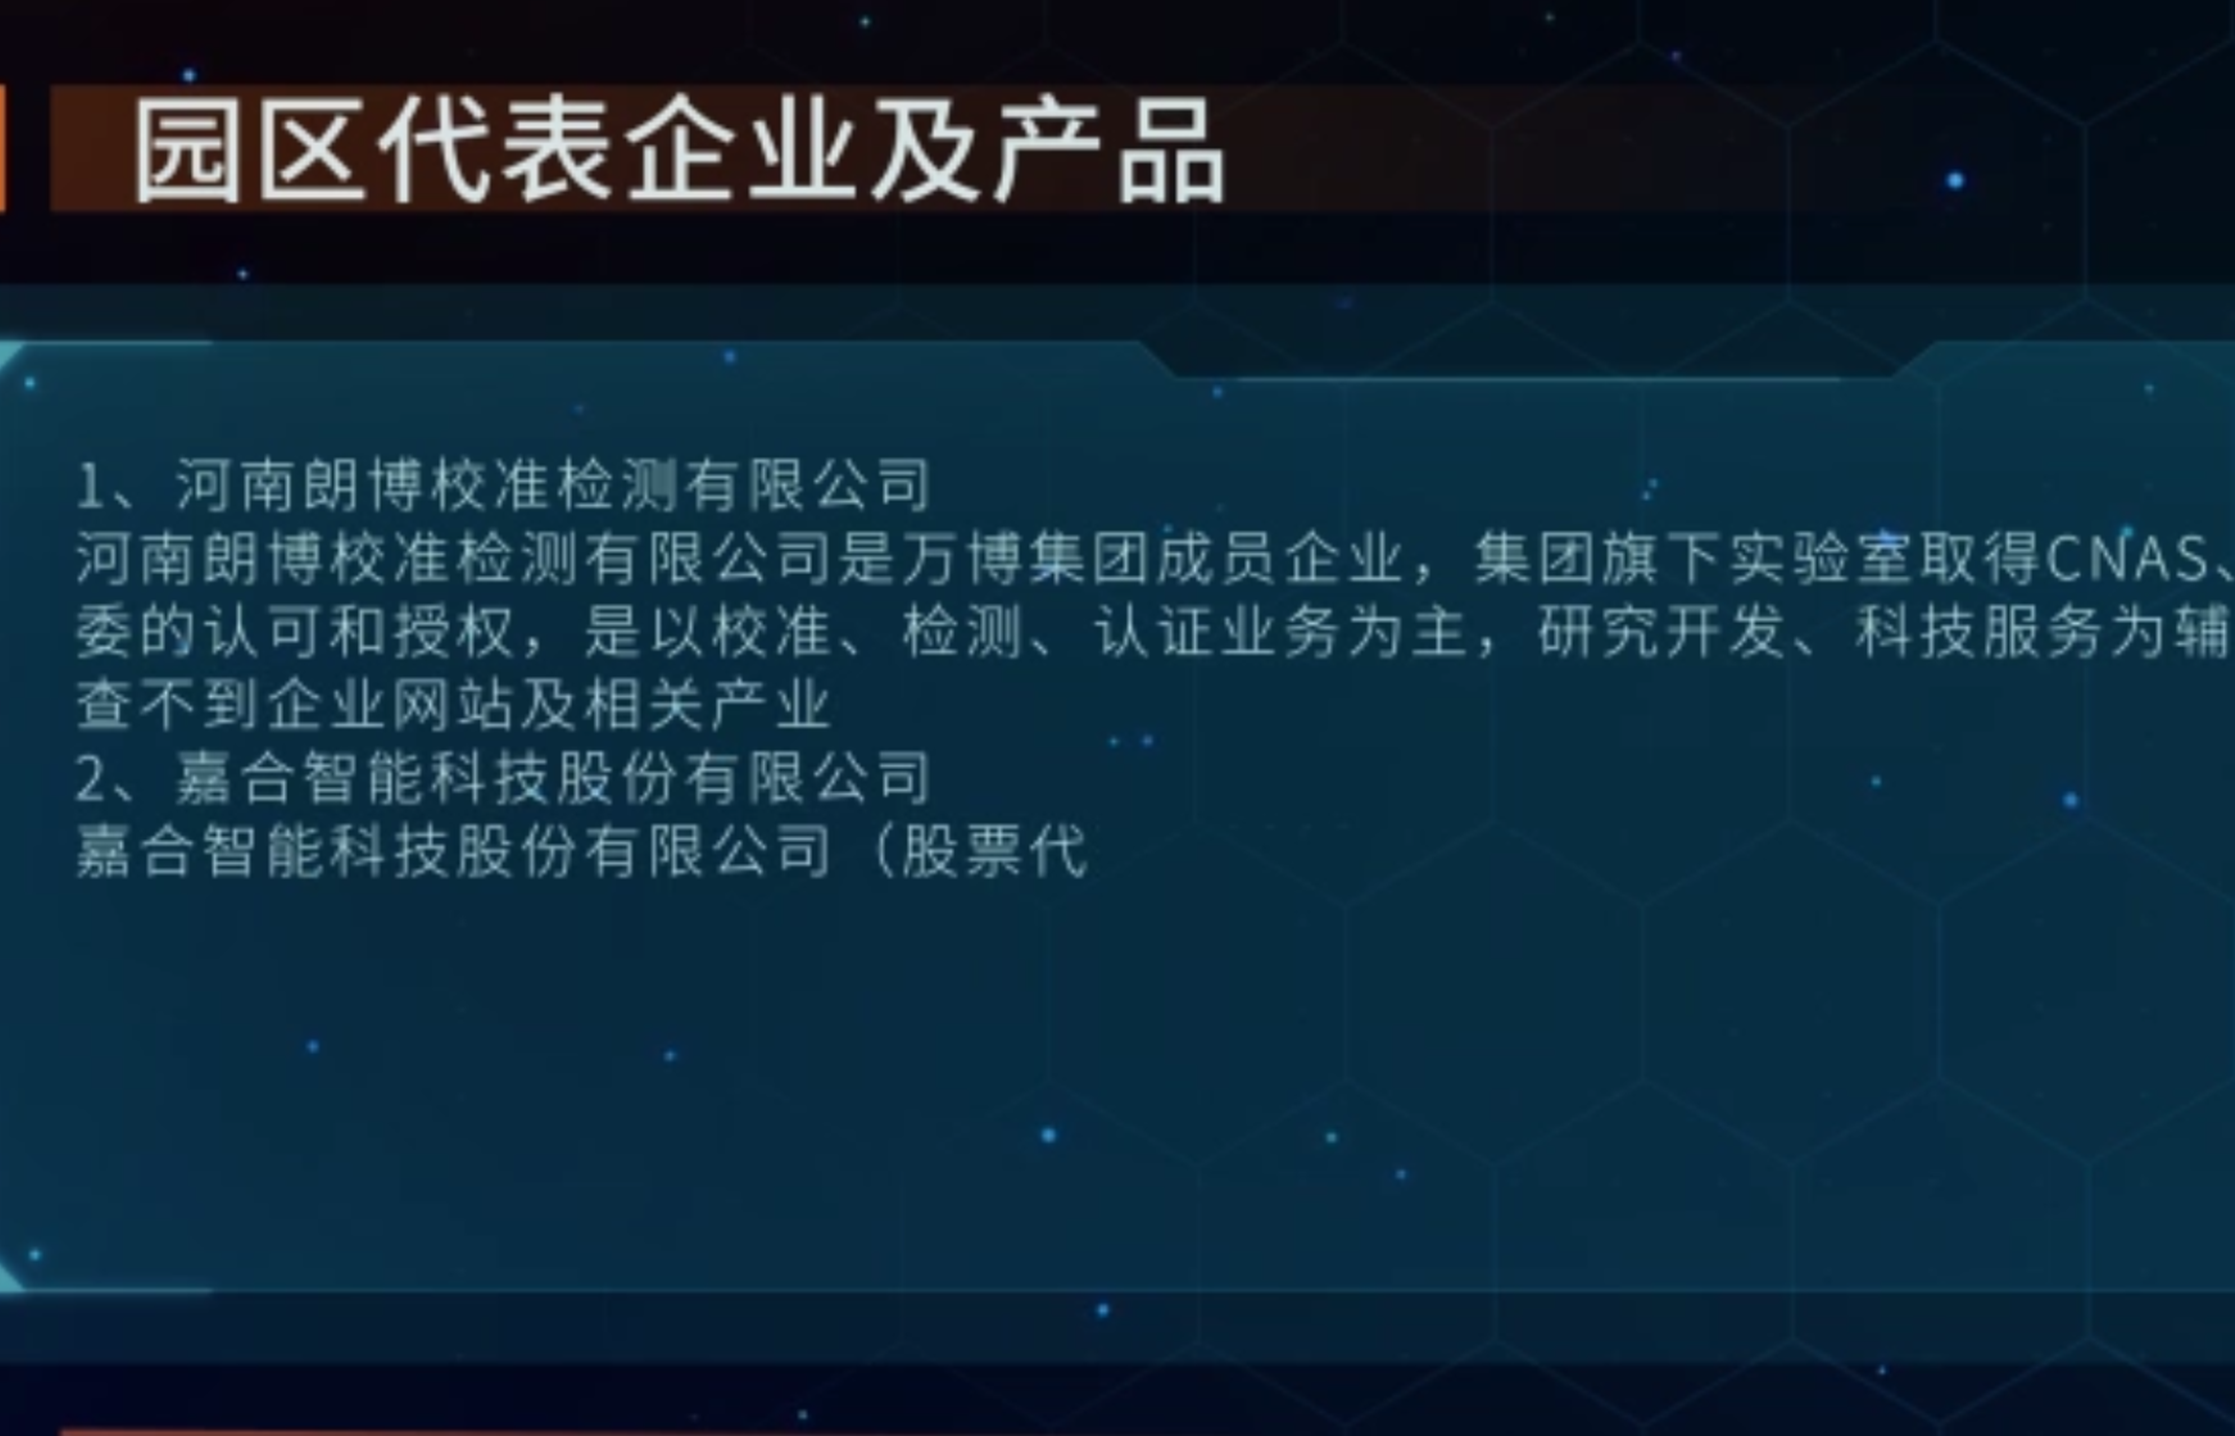 园区代表企业及产品
1、河南朗博校准检测有限公司
河南朗博校准检测有限公司是万博集团成员企业，集团旗下实验室取得CNAS、
委的认可和授权，是以校准、检测、认证业务为主，研究开发、科技服务为辅
查不到企业网站及相关产业
2、嘉合智能科技股份有限公司
嘉合智能科技股份有限公司（股票代